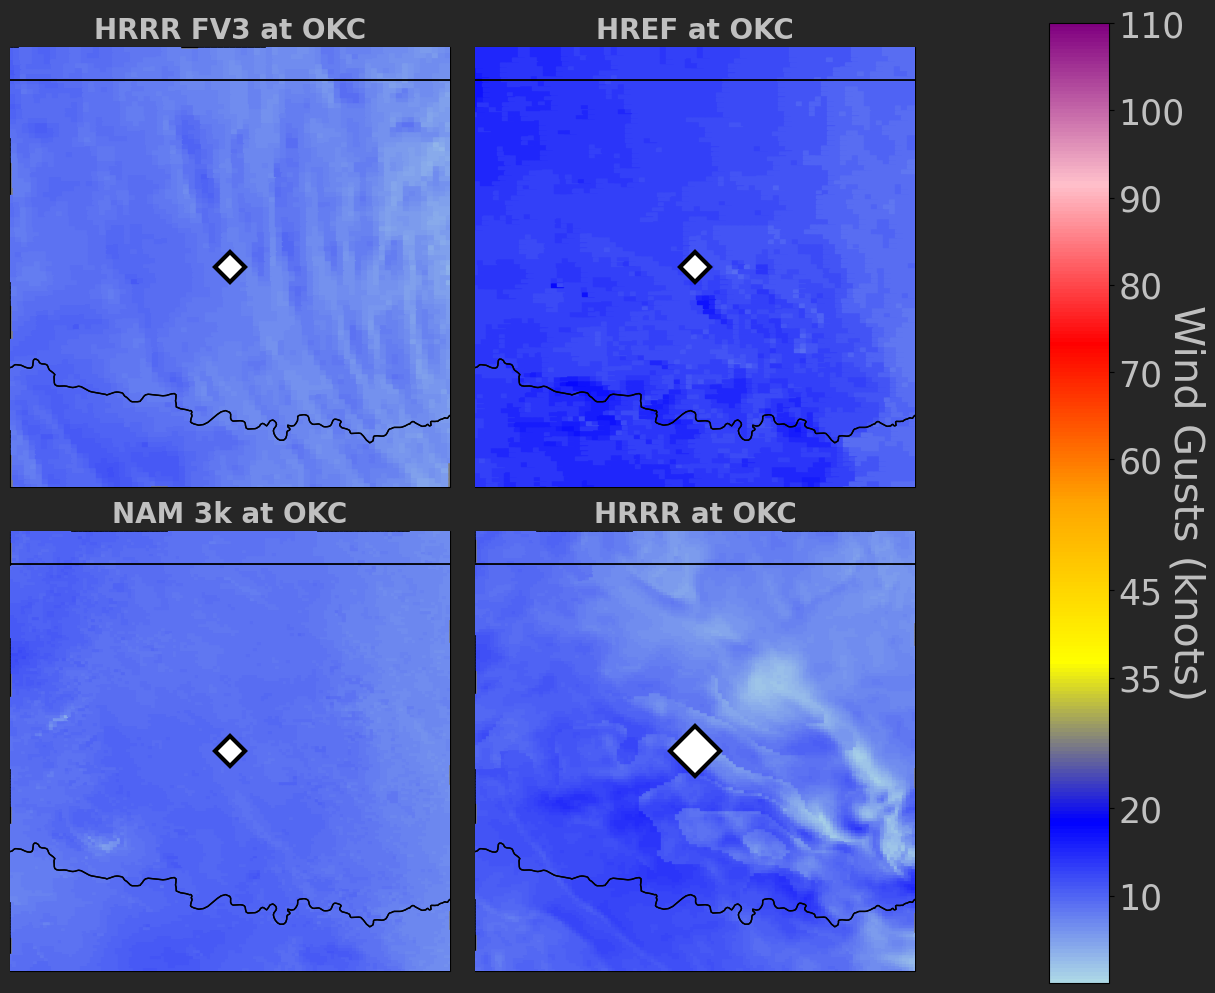 HRRR FV3 at OKC
HREF at OKC
NAM 3k at OKC
HRRR at OKC
110
100
90
80
70
60
45
35
20
10
Wind Gusts (knots)